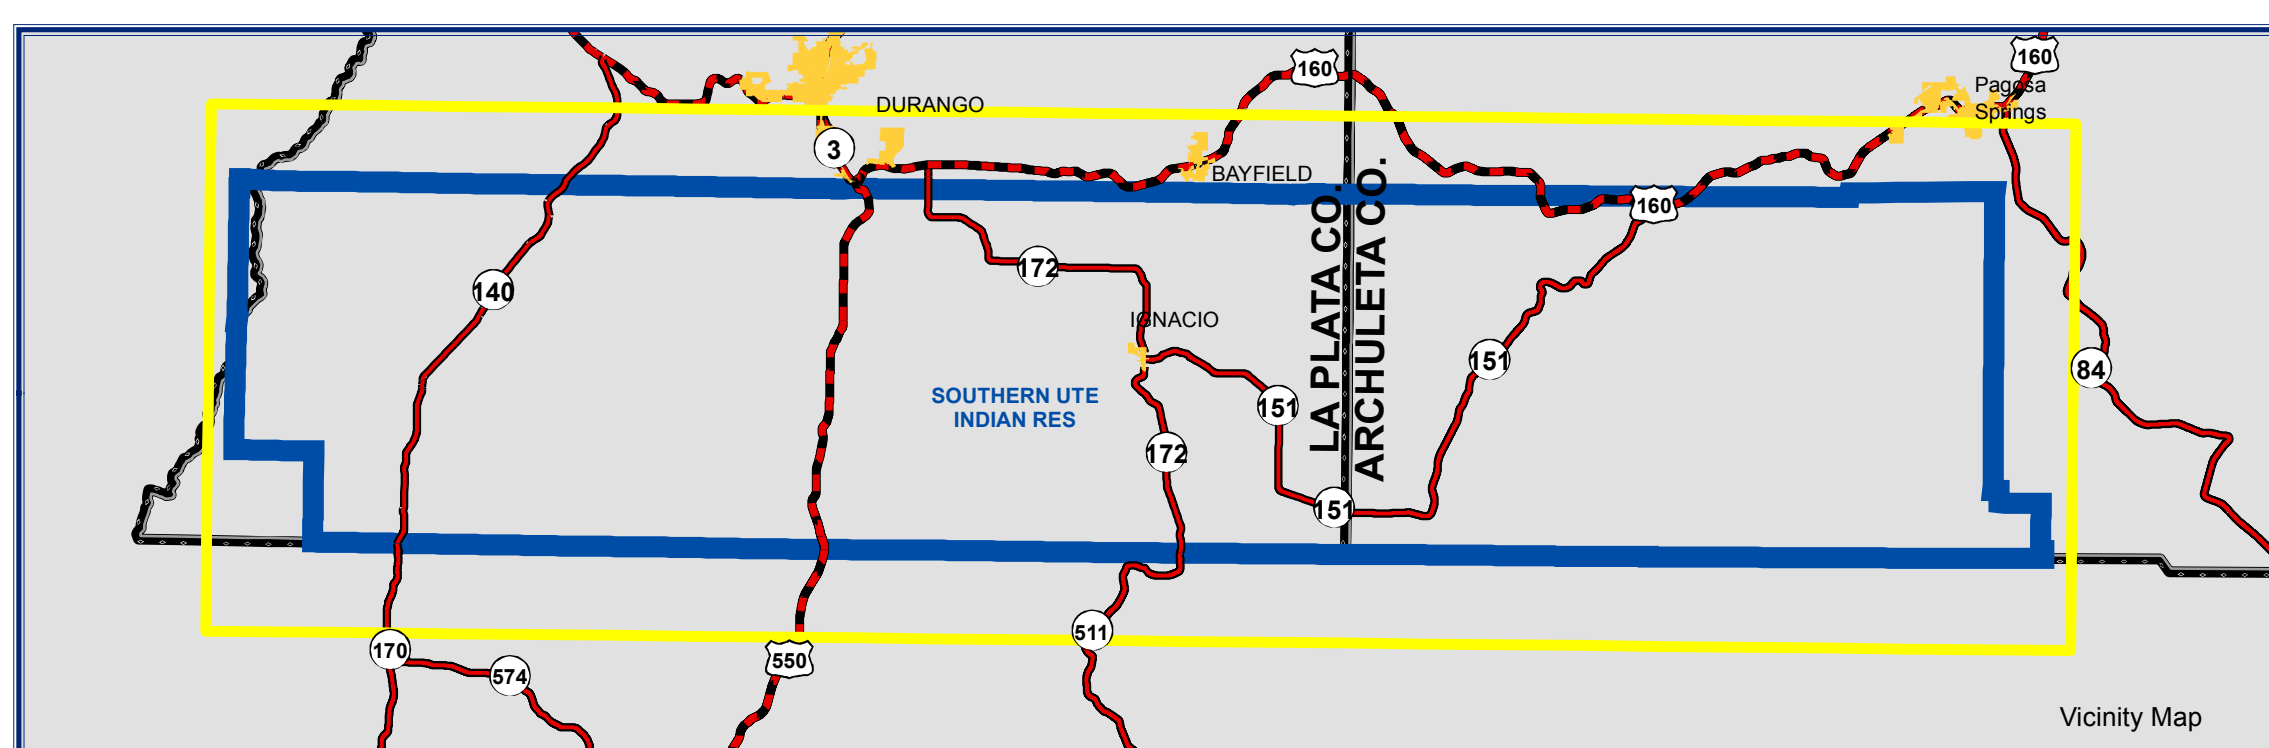 160
160
Pagosa
Springs
DURANGO
3
BAYFIELD
160
LA PLATA CO.
ARCHULETA CO.
172
140
IGNACIO
151
84
SOUTHERN UTE
INDIAN RES
151
172
151
511
170
550
574
Vicinity Map